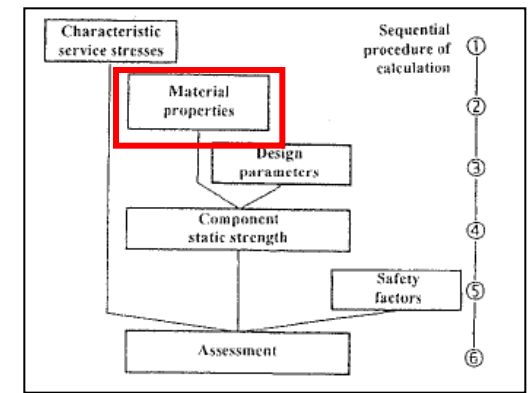 Characteristic
service stresses
Sequential
procedure of
calculation
①
Material
properties
②
Design
parameters
③
Component
static strength
④
Safety
factors
⑤
Assessment
⑥